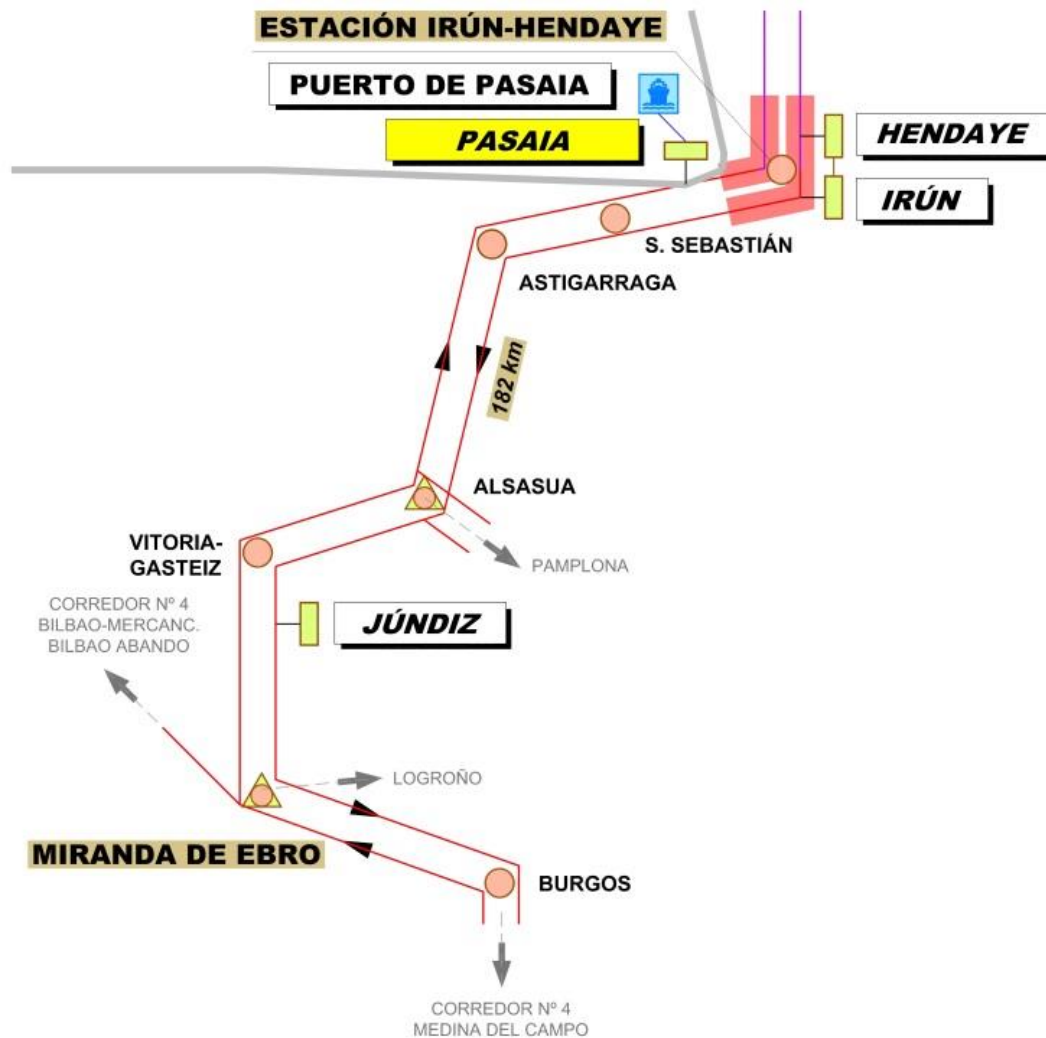 ESTACIÓN IRÚN-HENDAYE
PUERTO DE PASAIA
PASAIA
HENDAYE
IRÚN
S. SEBASTIÁN
ASTIGARRAGA
182 km
ALSASUA
VITORIA-
GASTEIZ
PAMPLONA
CORREDOR Nº 4
BILBAO-MERCANC.
BILBAO ABANDO
JÚNDIZ
LOGROÑO
MIRANDA DE EBRO
BURGOS
CORREDOR Nº 4
MEDINA DEL CAMPO